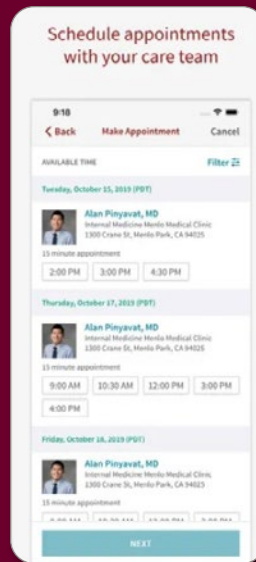 Schedule appointments
with your care team
9:18
Back Make Appointment Cancel
AVAILABLE TIME Filter
Tuesday, October 15, 2019 (PDT)
Alan Pinyavat, MD
Internal Medicine Menlo Medical Clinic
1300 Crane St, Menlo Park, CA 94025
15 minute appointment
2:00 PM 3:00 PM 4:30 PM
Thursday, October 17, 2019 (PDT)
Alan Pinyavat, MD
Internal Medicine Menlo Medical Clinic
1300 Crane St, Menlo Park, CA 94025
15 minute appointment
9:00 AM 10:30 AM 12:00 PM 3:00 PM
4:00 PM
Friday, October 18, 2019 (PDT)
Alan Pinyavat, MD
Internal Medicine Menlo Medical Clinic
1300 Crane St, Menlo Park, CA 94025
15 minute appointment
NEXT